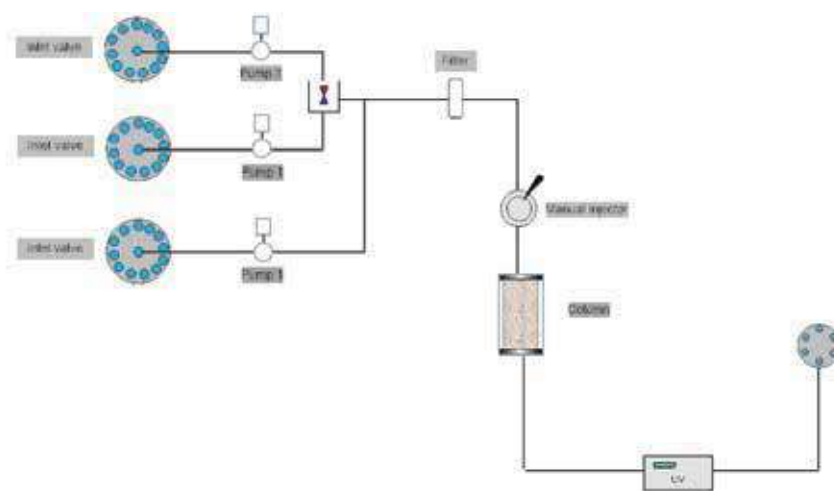 Inlet valve
Pump 1
Filter
Inlet valve
Pump 1
Manual injector
Inlet valve
Pump 1
Column
UV